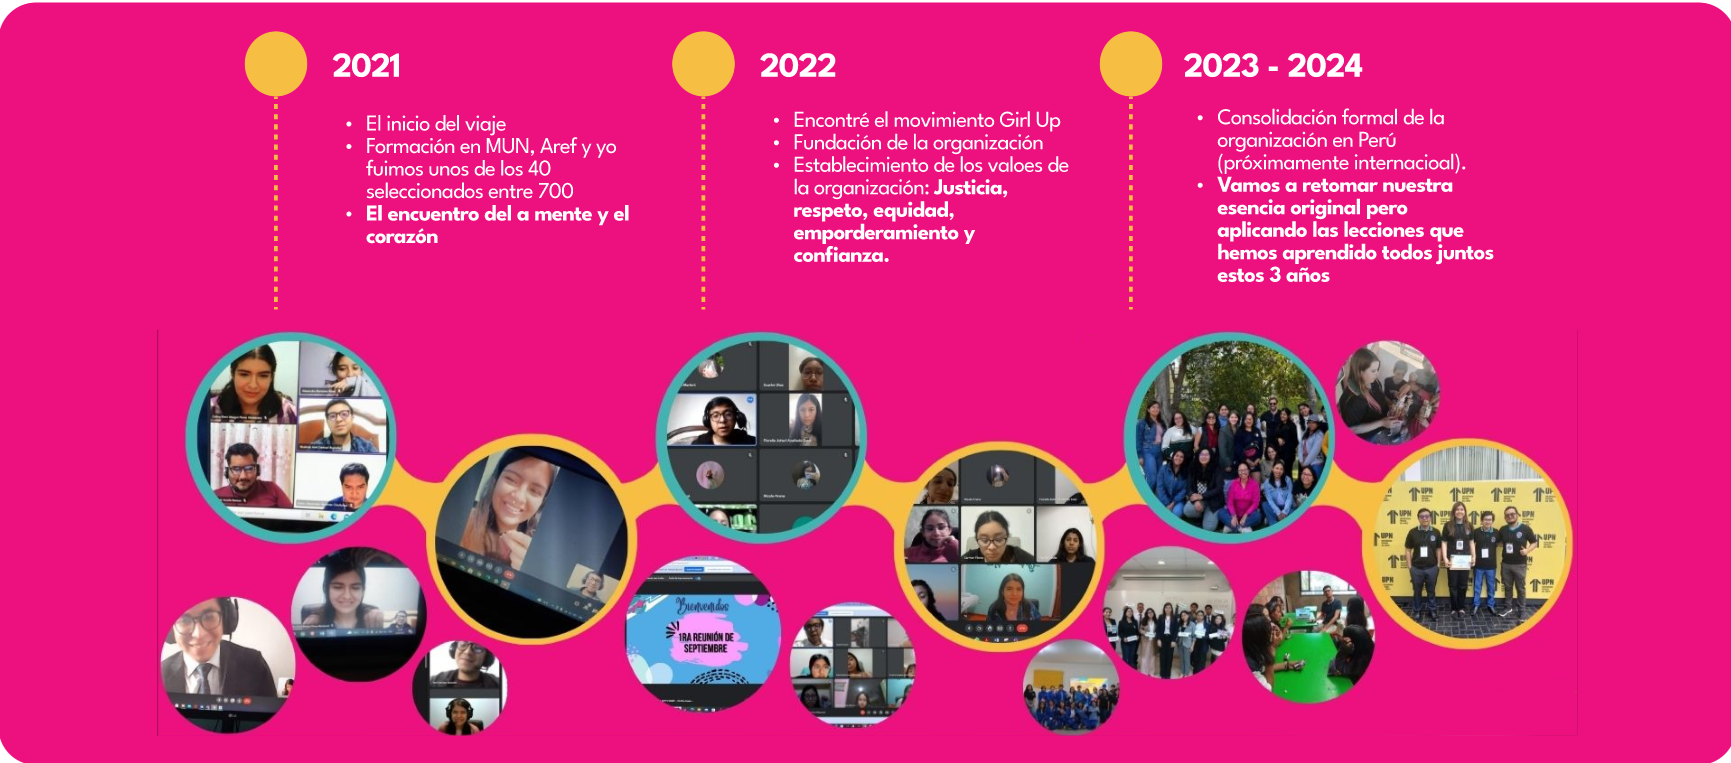 2021
El inicio del viaje
Formación en MUN, Aref y yo
fuimos unos de los 40
seleccionados entre 700
El encuentro del a mente y el
corazón
2022
Encontré el movimiento Girl Up
Fundación de la organización
Establecimiento de los valoes de
la organización: Justicia,
respeto, equidad,
emporderamiento y
confianza.
2023 - 2024
Consolidación formal de la
organización en Perú
(próximamente internacioal).
Vamos a retomar nuestra
esencia original pero
aplicando las lecciones que
hemos aprendido todos juntos
estos 3 años
Bienvenidos
1RA REUNIÓN DE
SEPTIEMBRE
UPN
UPN
UPN
UPN